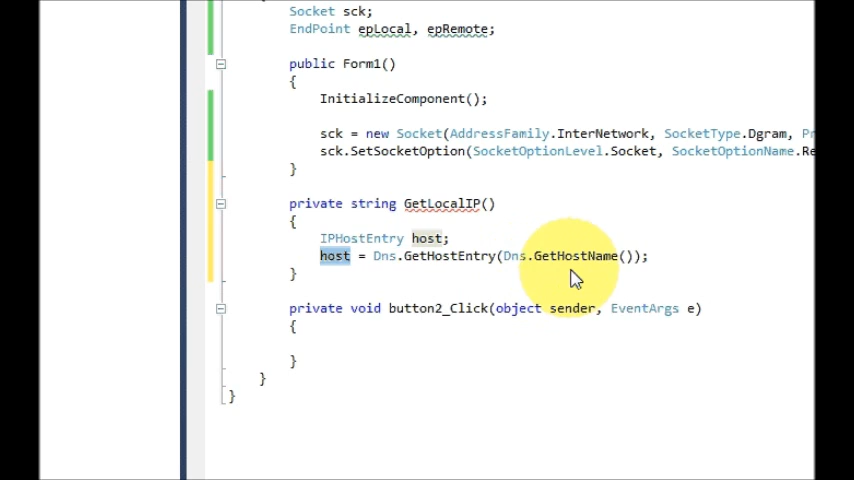 Socket sck;
EndPoint epLocal, epRemote;
public Form1()
{
InitializeComponent();
sck = new Socket(AddressFamily.InterNetwork, SocketType.Dgram, Pr
sck.SetSocketOption(SocketOptionLevel.Socket, SocketOptionName.Re
}
private string GetLocalIP()
{
IPHostEntry host;
host = Dns.GetHostEntry(Dns.GetHostName());
}
private void button2_Click(object sender, EventArgs e)
{
}
}
}